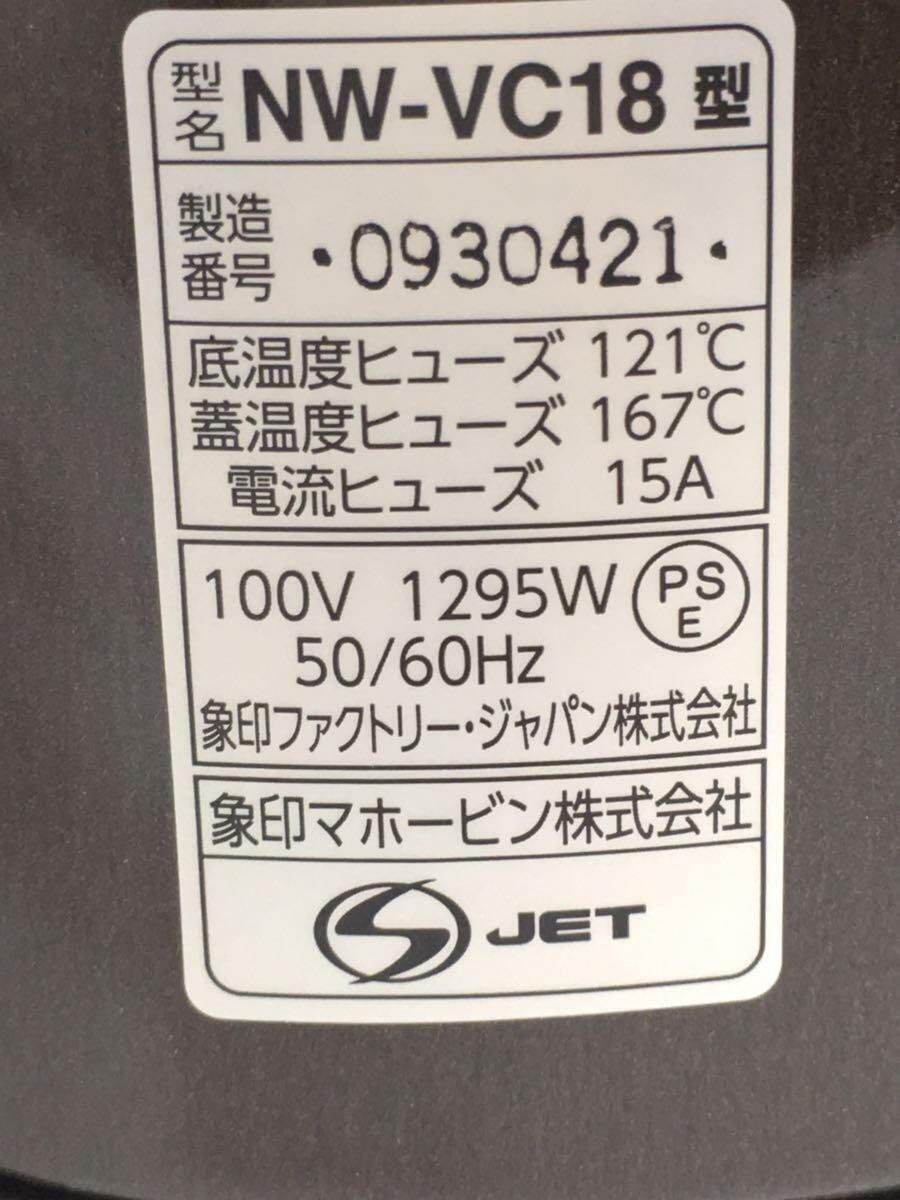 型名 NW-VC18 型
製造番号 ・0930421・
底温度ヒューズ 121℃
蓋温度ヒューズ 167℃
電流ヒューズ 15A
100V 1295W PSE
50/60Hz
象印ファクトリー・ジャパン株式会社
象印マホービン株式会社
JET